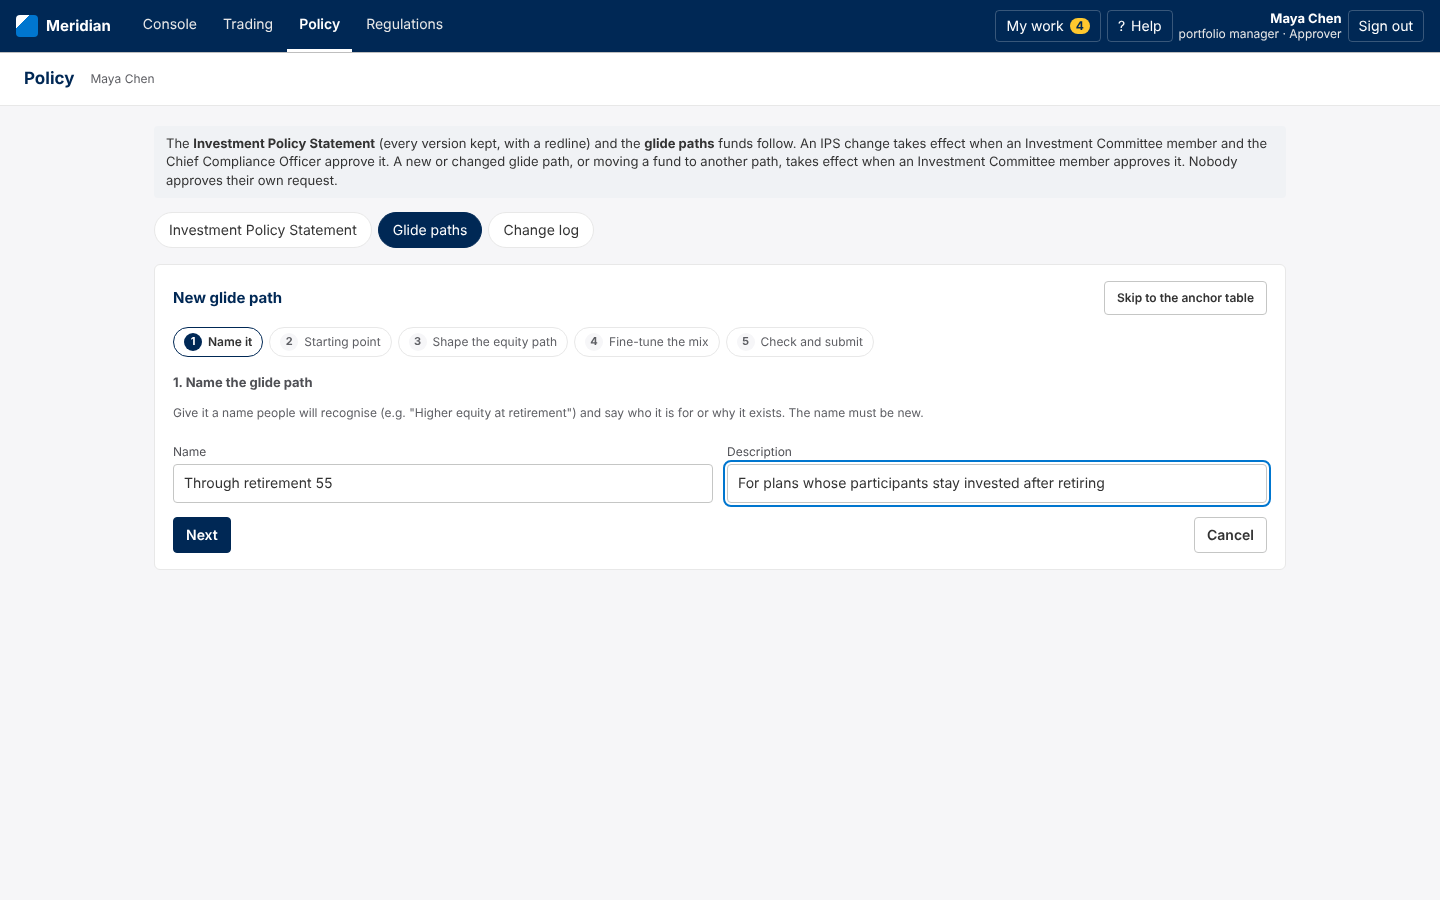 Meridian
Console
Trading
Policy
Regulations
My work 4
? Help
Maya Chen
portfolio manager · Approver
Sign out
Policy
Maya Chen
The Investment Policy Statement (every version kept, with a redline) and the glide paths funds follow. An IPS change takes effect when an Investment Committee member and the
Chief Compliance Officer approve it. A new or changed glide path, or moving a fund to another path, takes effect when an Investment Committee member approves it. Nobody
approves their own request.
Investment Policy Statement
Glide paths
Change log
New glide path
Skip to the anchor table
1 Name it
2 Starting point
3 Shape the equity path
4 Fine-tune the mix
5 Check and submit
1. Name the glide path
Give it a name people will recognise (e.g. "Higher equity at retirement") and say who it is for or why it exists. The name must be new.
Name
Description
Through retirement 55
For plans whose participants stay invested after retiring
Next
Cancel